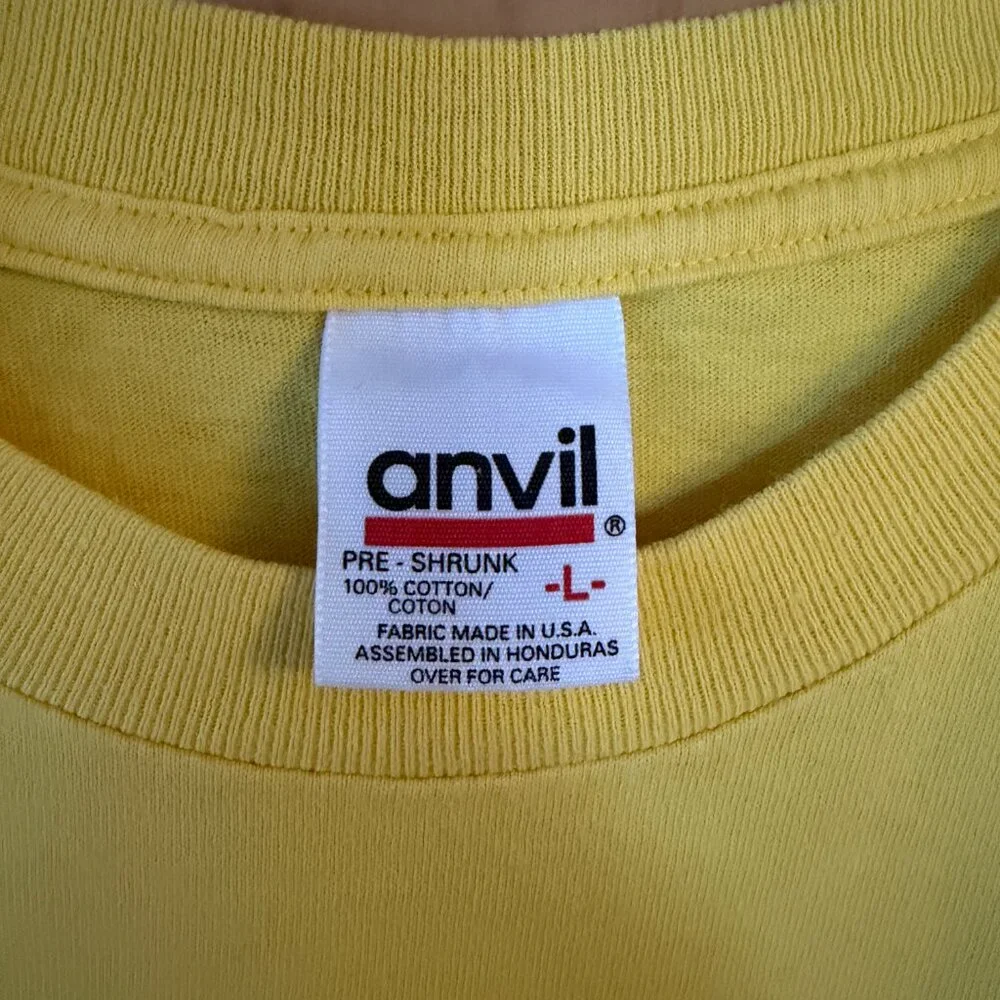 anvil®
PRE - SHRUNK
-L-
100% COTTON/
COTON
FABRIC MADE IN U.S.A.
ASSEMBLED IN HONDURAS
OVER FOR CARE